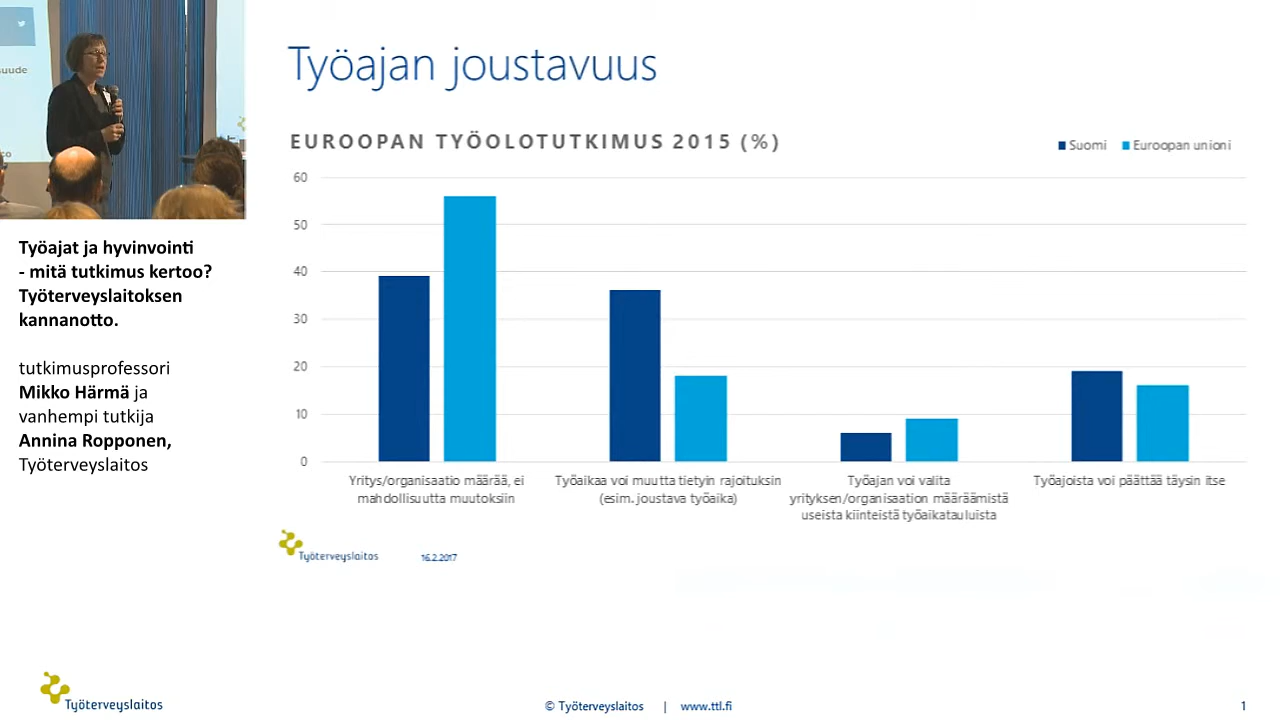 suude
co
Työajan joustavuus
EUROOPAN TYÖOLOTUTKIMUS 2015 (%)
Suomi
Euroopan unioni
60
50
40
30
20
10
0
Yritys/organisaatio määrää, ei
mahdollisuutta muutoksiin
Työaikaa voi muutta tietyin rajoituksin
(esim. joustava työaika)
Työajan voi valita
yrityksen/organisaation määräämistä
useista kiinteistä työaikatauluista
Työajoista voi päättää täysin itse
Työterveyslaitos
16.2.2017
Työajat ja hyvinvointi
- mitä tutkimus kertoo?
Työterveyslaitoksen
kannanotto.
tutkimusprofessori
Mikko Härmä ja
vanhempi tutkija
Annina Ropponen,
Työterveyslaitos
Työterveyslaitos
© Työterveyslaitos | www.ttl.fi
1